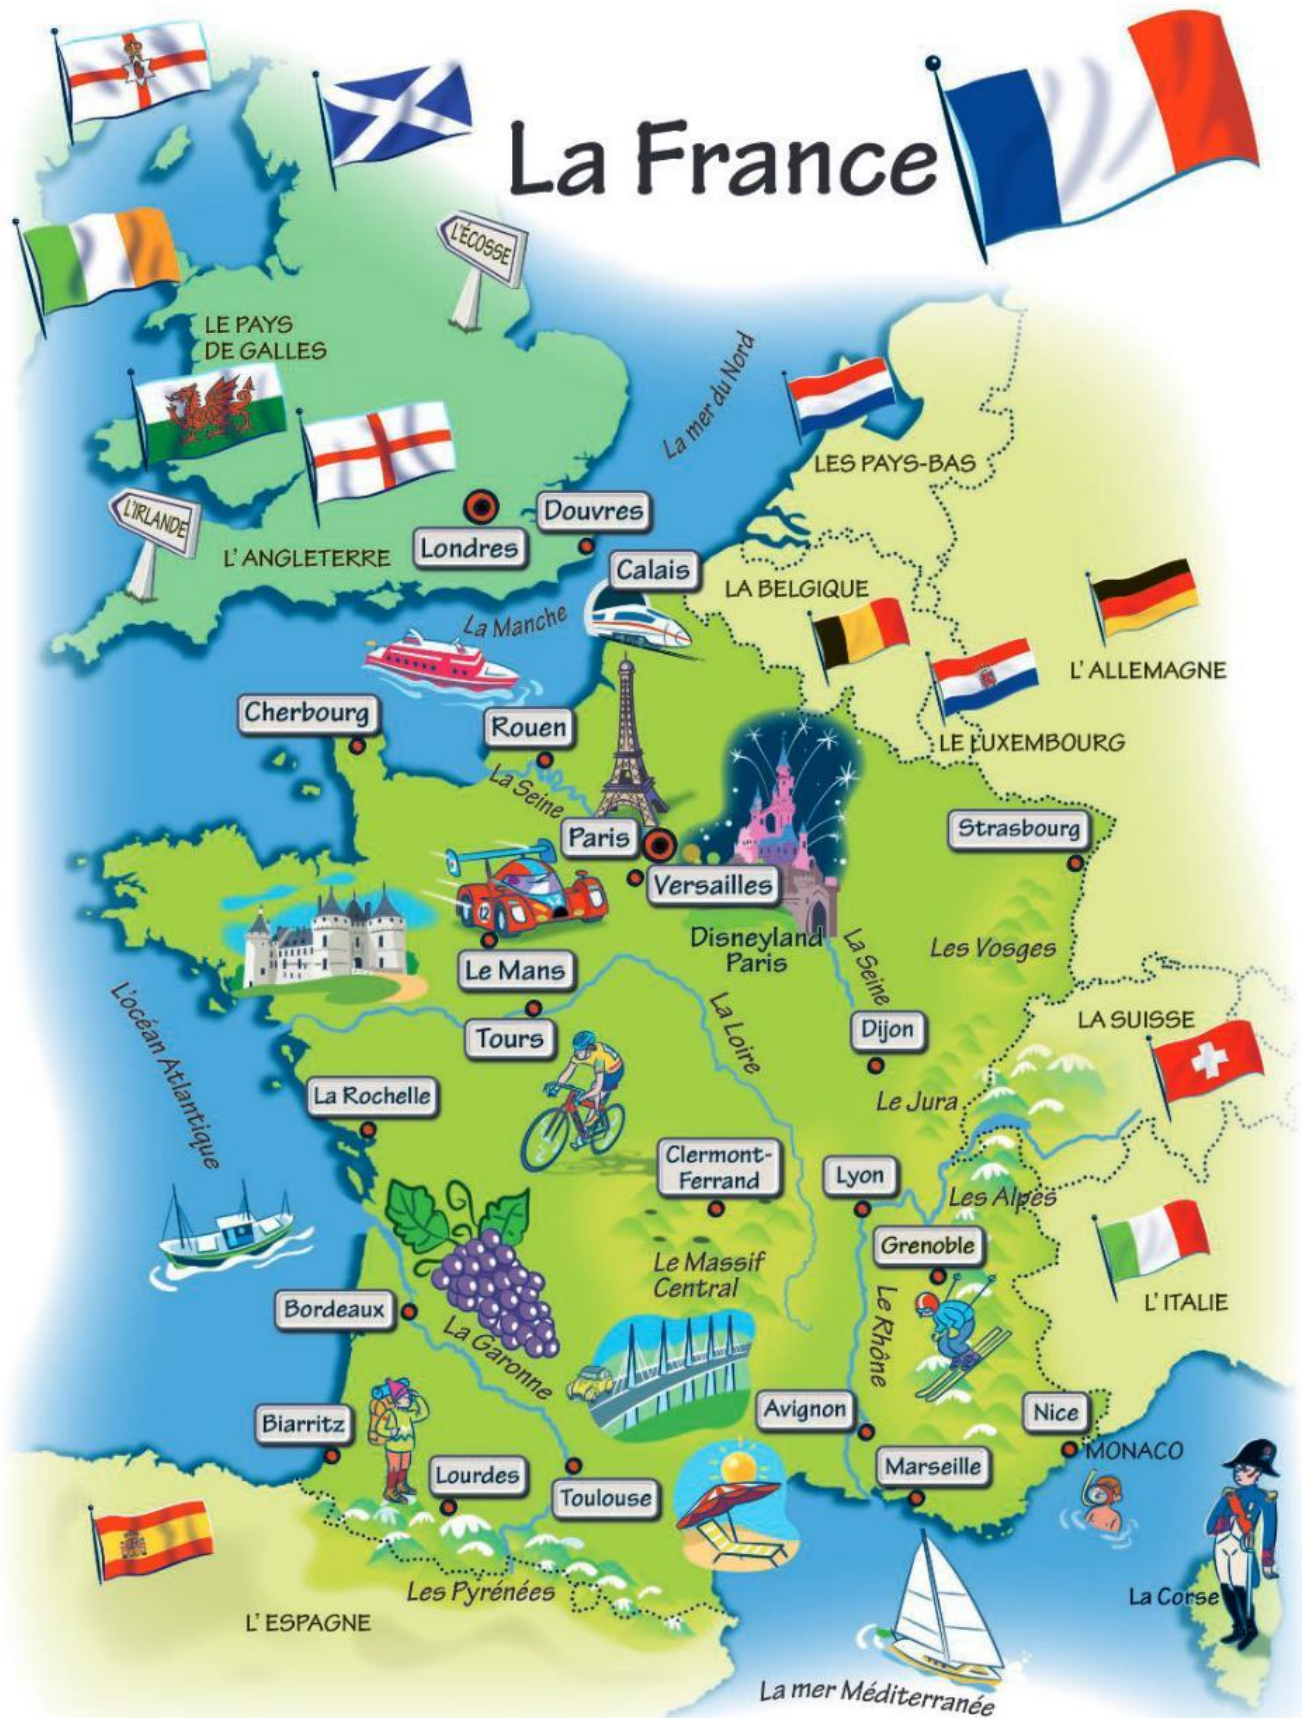 La France
L'ÉCOSSE
LE PAYS
DE GALLES
La mer du Nord
LES PAYS-BAS
L'IRLANDE
L'ANGLETERRE
Londres
Douvres
Calais
LA BELGIQUE
La Manche
L'ALLEMAGNE
LE LUXEMBOURG
Cherbourg
Rouen
La Seine
Paris
Versailles
Strasbourg
12
Disneyland
Paris
La Seine
Les Vosges
Le Mans
Tours
La Loire
Dijon
LA SUISSE
L'océan Atlantique
La Rochelle
Le Jura
Clermont-
Ferrand
Lyon
Les Alpes
Grenoble
Le Massif
Central
Le Rhône
L'ITALIE
Bordeaux
La Garonne
Biarritz
Avignon
Nice
MONACO
Lourdes
Toulouse
Marseille
Les Pyrénées
L'ESPAGNE
La Corse
La mer Méditerranée